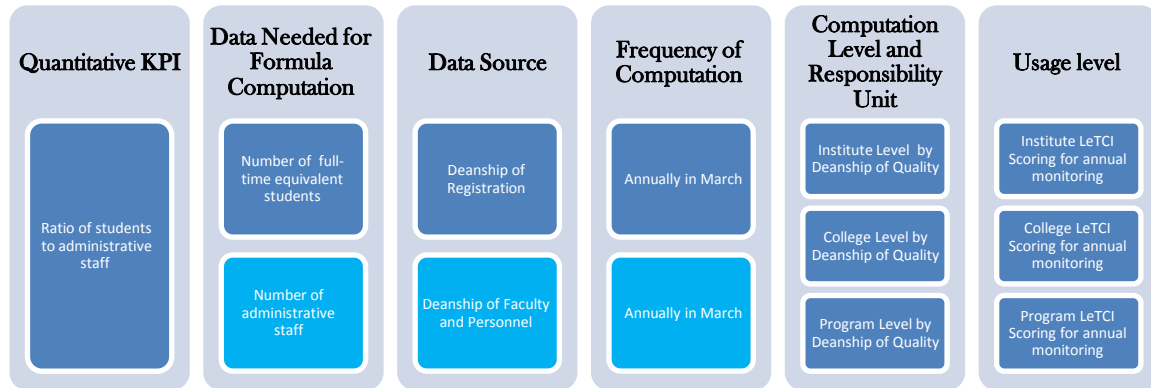 Quantitative KPI
Ratio of students
to administrative
staff
Data Needed for
Formula
Computation
Number of full-
time equivalent
students
Number of
administrative
staff
Data Source
Deanship of
Registration
Deanship of Faculty
and Personnel
Frequency of
Computation
Annually in March
Annually in March
Computation
Level and
Responsibility
Unit
Institute Level by
Deanship of Quality
College Level by
Deanship of Quality
Program Level by
Deanship of Quality
Usage level
Institute LeTCI
Scoring for annual
monitoring
College LeTCI
Scoring for annual
monitoring
Program LeTCI
Scoring for annual
monitoring